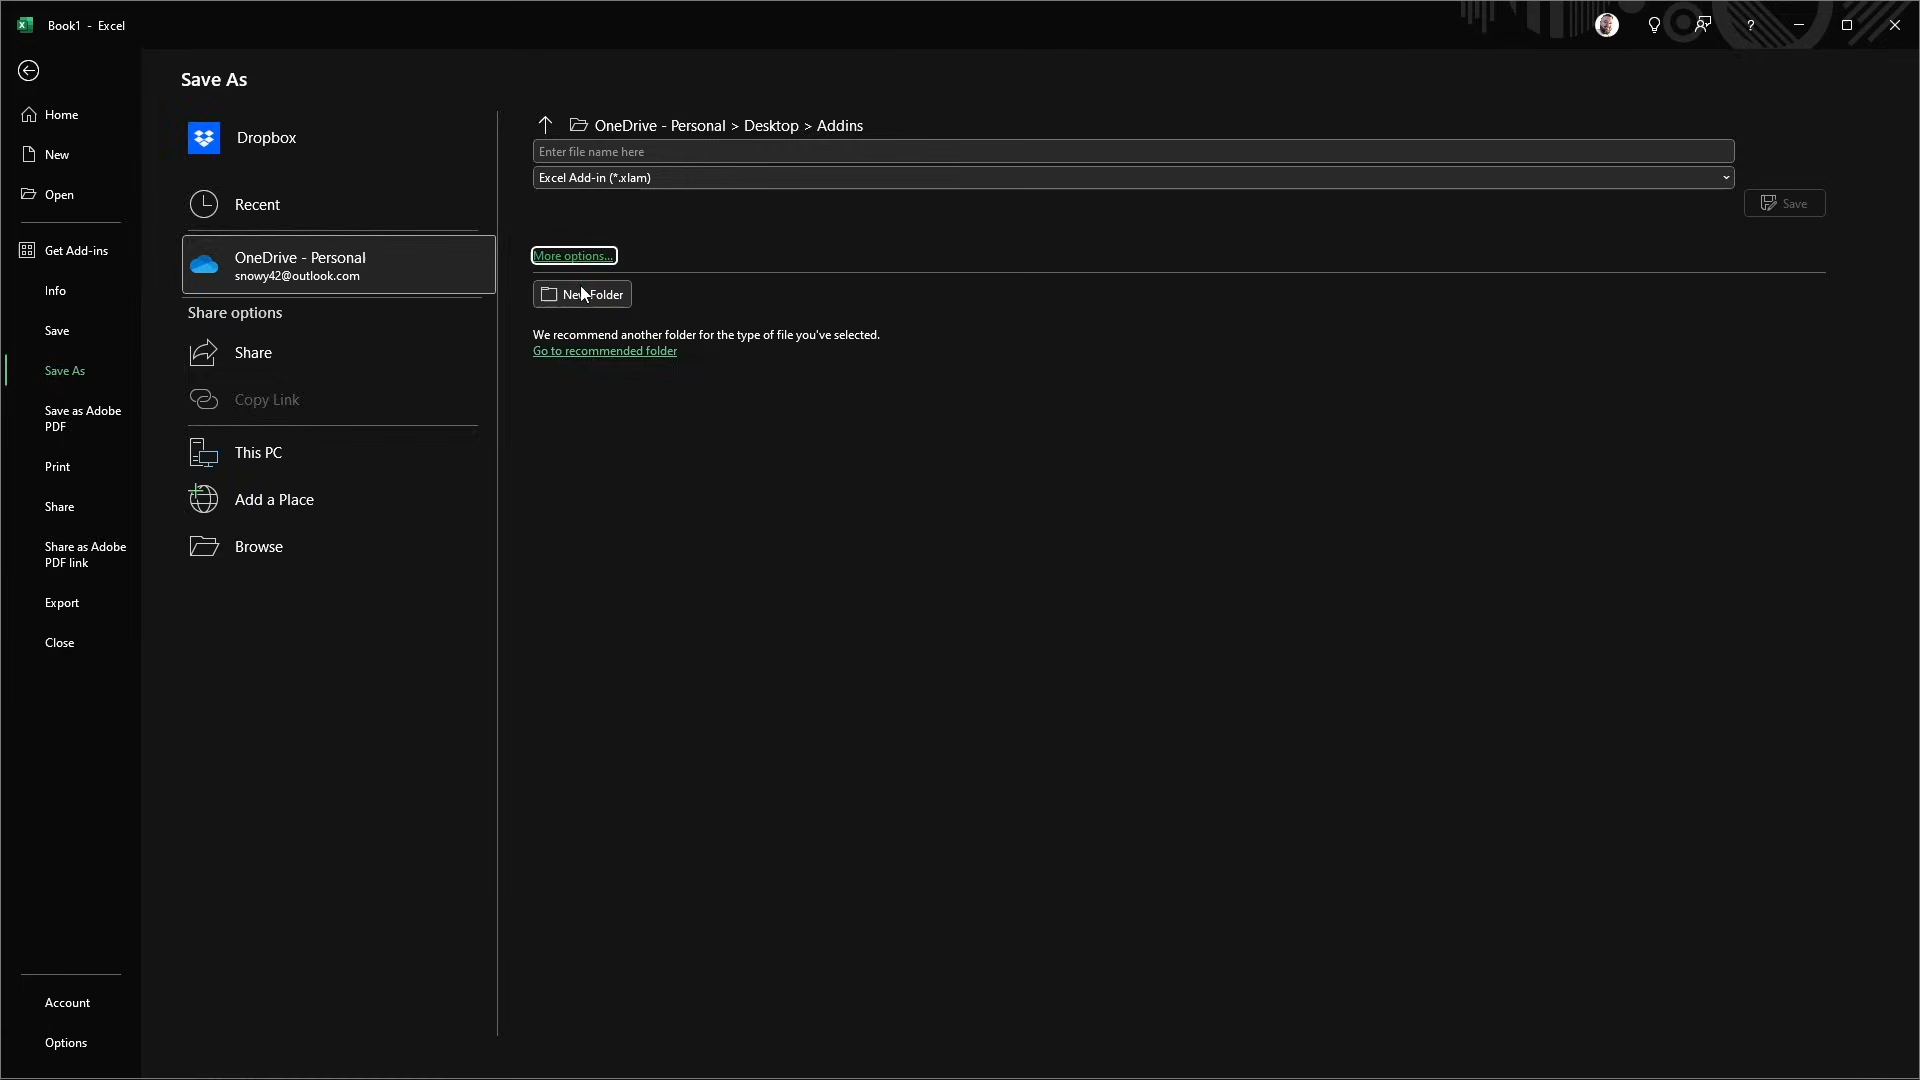 Book1 - Excel
?
Home
New
Open
Get Add-ins
Info
Save
Save As
Save as Adobe
PDF
Print
Share
Share as Adobe
PDF link
Export
Close
Account
Options
Save As
Dropbox
Recent
OneDrive - Personal
snowy42@outlook.com
Share options
Share
Copy Link
This PC
Add a Place
Browse
OneDrive - Personal > Desktop > Addins
Enter file name here
Excel Add-in (*.xlam)
Save
More options...
New Folder
We recommend another folder for the type of file you've selected.
Go to recommended folder